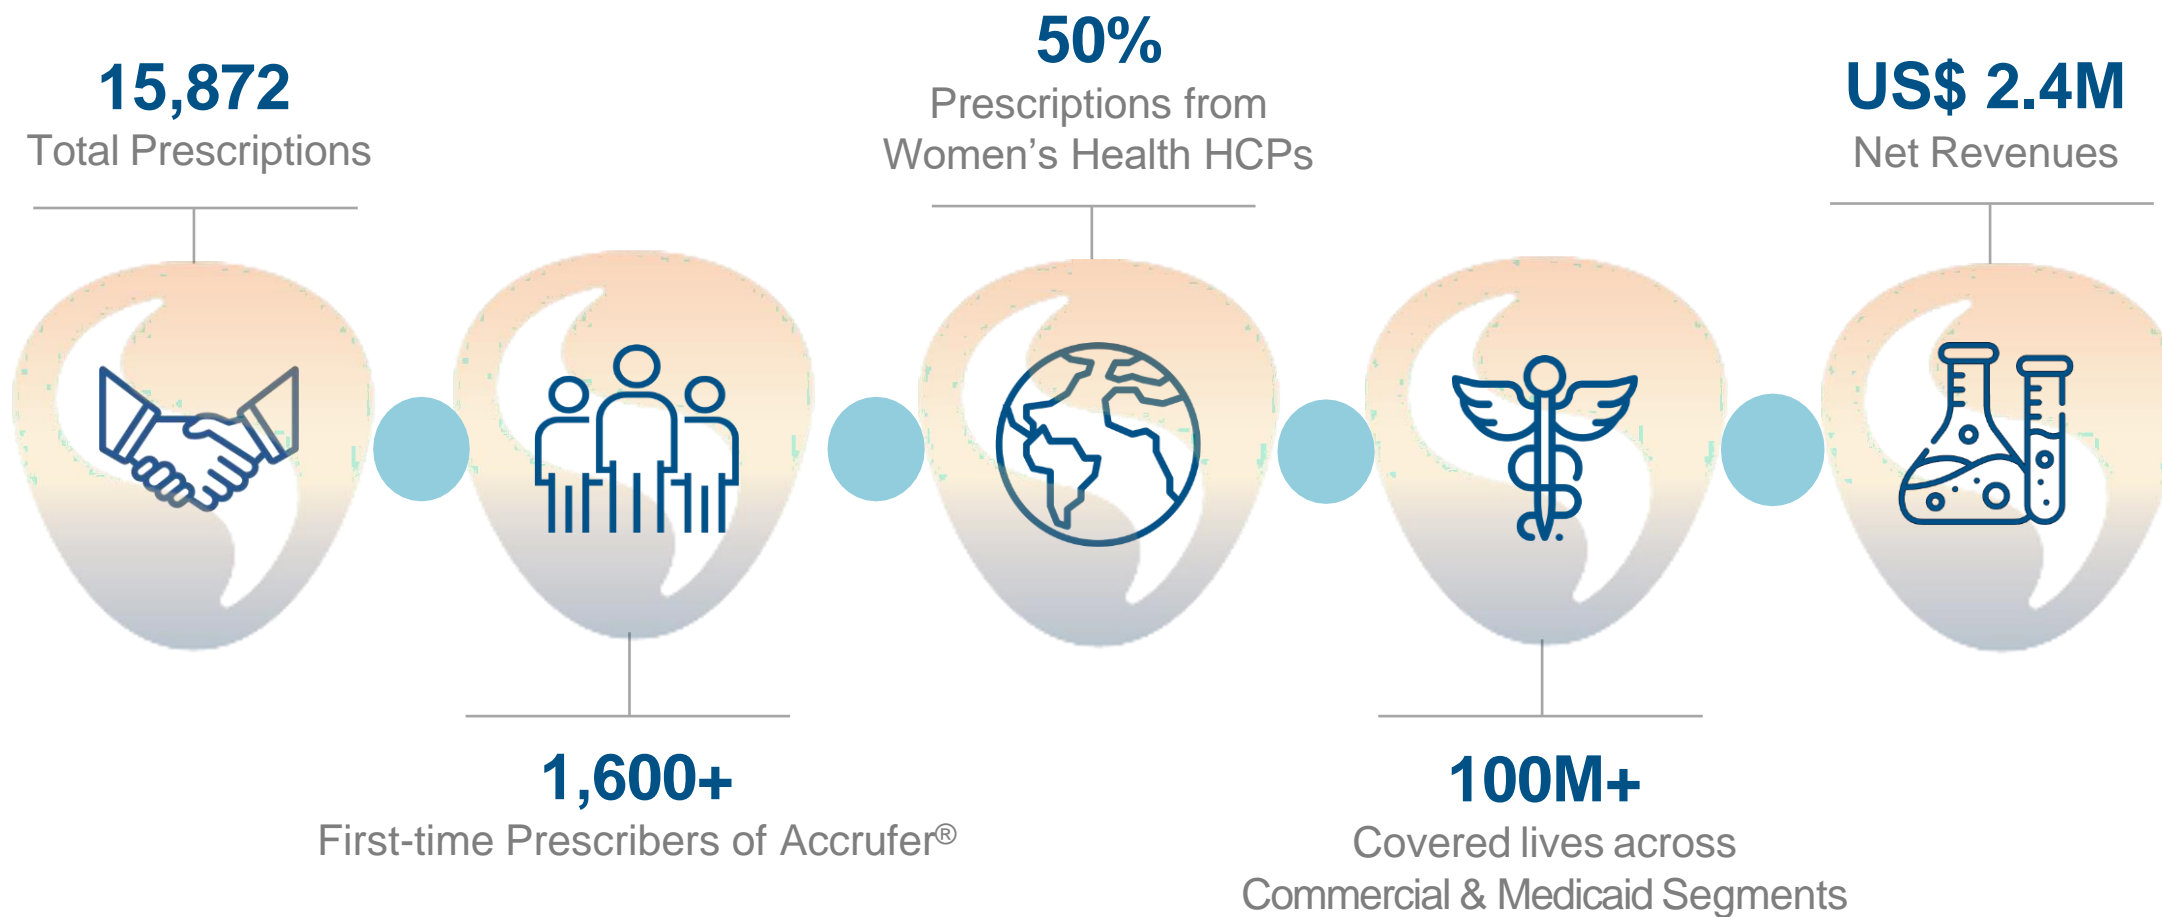 15,872
Total Prescriptions
50%
Prescriptions from
Women’s Health HCPs
US$ 2.4M
Net Revenues
1,600+
First-time Prescribers of Accrufer®
100M+
Covered lives across
Commercial & Medicaid Segments